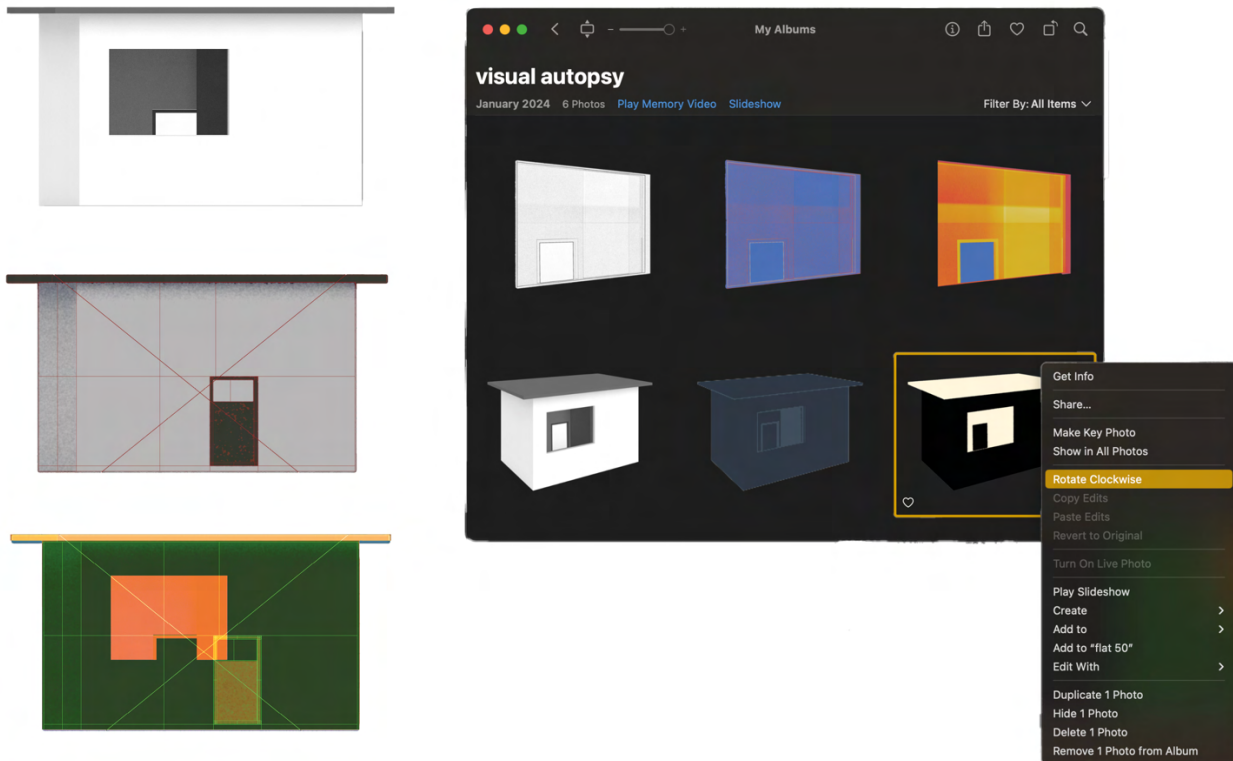 My Albums
visual autopsy
January 2024 6 Photos Play Memory Video Slideshow Filter By: All Items
Get Info
Share...
Make Key Photo
Show in All Photos
Rotate Clockwise
Copy Edits
Paste Edits
Revert to Original
Turn On Live Photo
Play Slideshow
Create
Add to
Add to “flat 50”
Edit With
Duplicate 1 Photo
Hide 1 Photo
Delete 1 Photo
Remove 1 Photo from Album